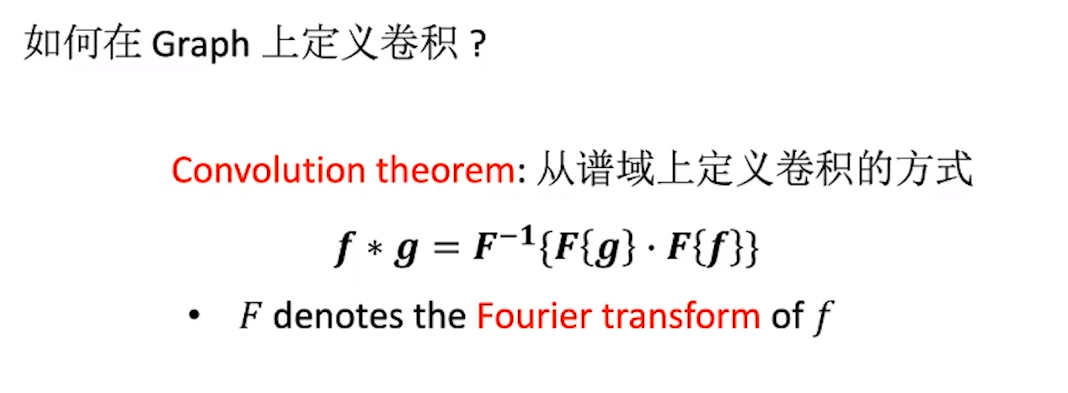 如何在 Graph 上定义卷积？
Convolution theorem: 从谱域上定义卷积的方式
f * g = F⁻¹{F{g} · F{f}}
• F denotes the Fourier transform of f